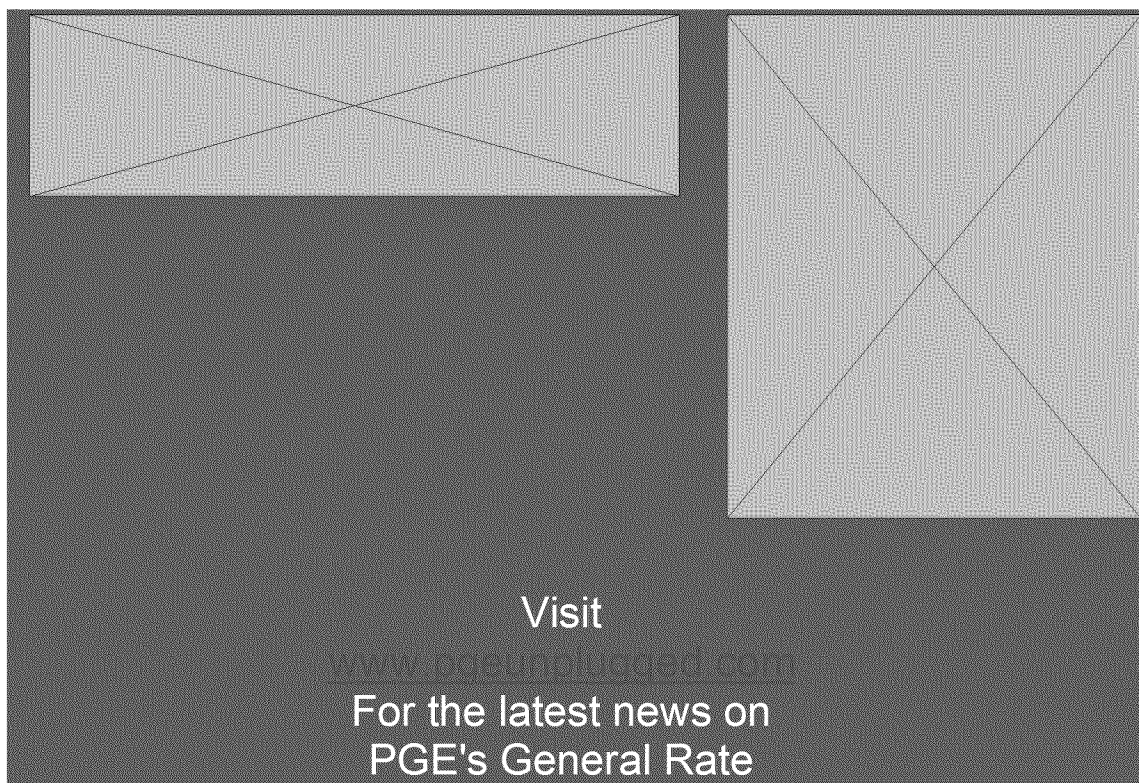 Visit
www.pgeunplugged.com
For the latest news on
PGE's General Rate